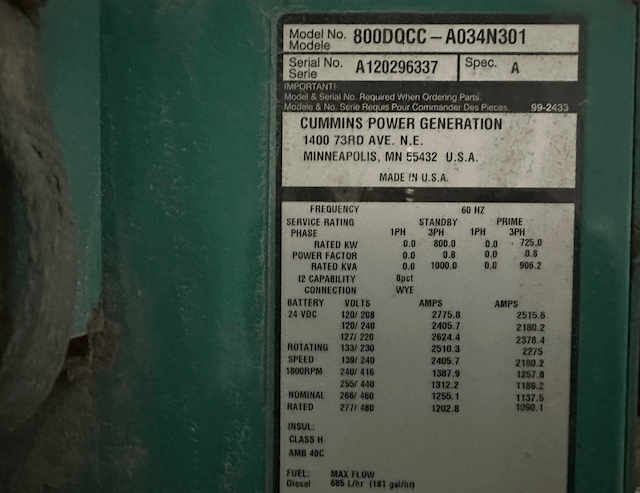 Model No. 800DQCC-A034N301
Modele
Serial No. A120296337 Spec. A
Serie
IMPORTANT!
Model & Serial No. Required When Ordering Parts.
Modele & No. Serie Requis Pour Commander Des Pieces. 99-2433
CUMMINS POWER GENERATION
1400 73RD AVE. N.E.
MINNEAPOLIS, MN 55432 U.S.A.
MADE IN U.S.A.
FREQUENCY 60 HZ
SERVICE RATING STANDBY PRIME
PHASE 1PH 3PH 1PH 3PH
RATED KW 0.0 800.0 0.0 725.0
POWER FACTOR 0.0 0.8 0.0 0.8
RATED KVA 0.0 1000.0 0.0 906.2
I2 CAPABILITY 8pct
CONNECTION WYE
BATTERY VOLTS AMPS AMPS
24 VDC 120/ 208 2775.8 2515.6
120/ 240 2405.7 2180.2
127/ 220 2624.4 2378.4
ROTATING 133/ 230 2510.3 2275
SPEED 139/ 240 2405.7 2180.2
1800RPM 240/ 416 1387.9 1257.8
255/ 440 1312.2 1189.2
NOMINAL 266/ 460 1255.1 1137.5
RATED 277/ 480 1202.8 1090.1
INSUL:
CLASS H
AMB 40C
FUEL: MAX FLOW
Diesel 685 L/hr (181 gal/hr)